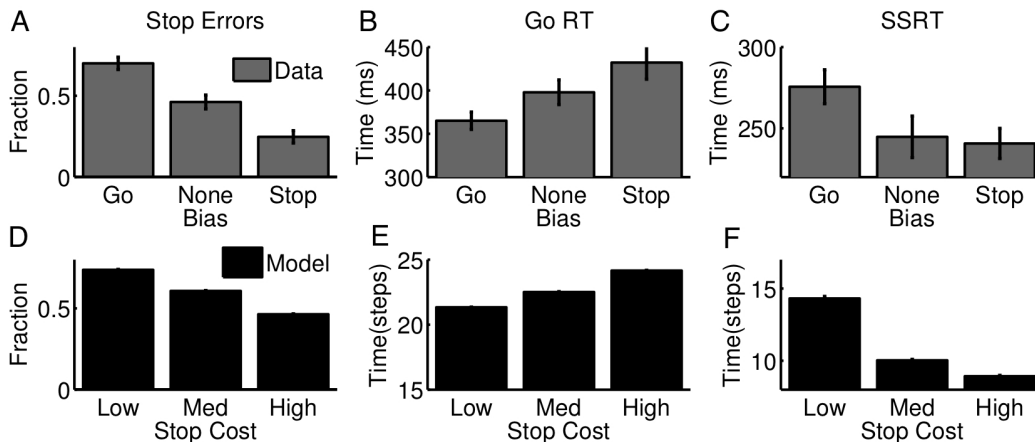 A Stop Errors
Fraction
0.5
0
Data
Go None Stop
Bias
B Go RT
Time (ms)
450
400
350
300
Go None Stop
Bias
C SSRT
Time (ms)
300
250
Go None Stop
Bias
D
Fraction
0.5
0
Model
Low Med High
Stop Cost
E
Time(steps)
25
20
15
Low Med High
Stop Cost
F
Time(steps)
15
10
Low Med High
Stop Cost